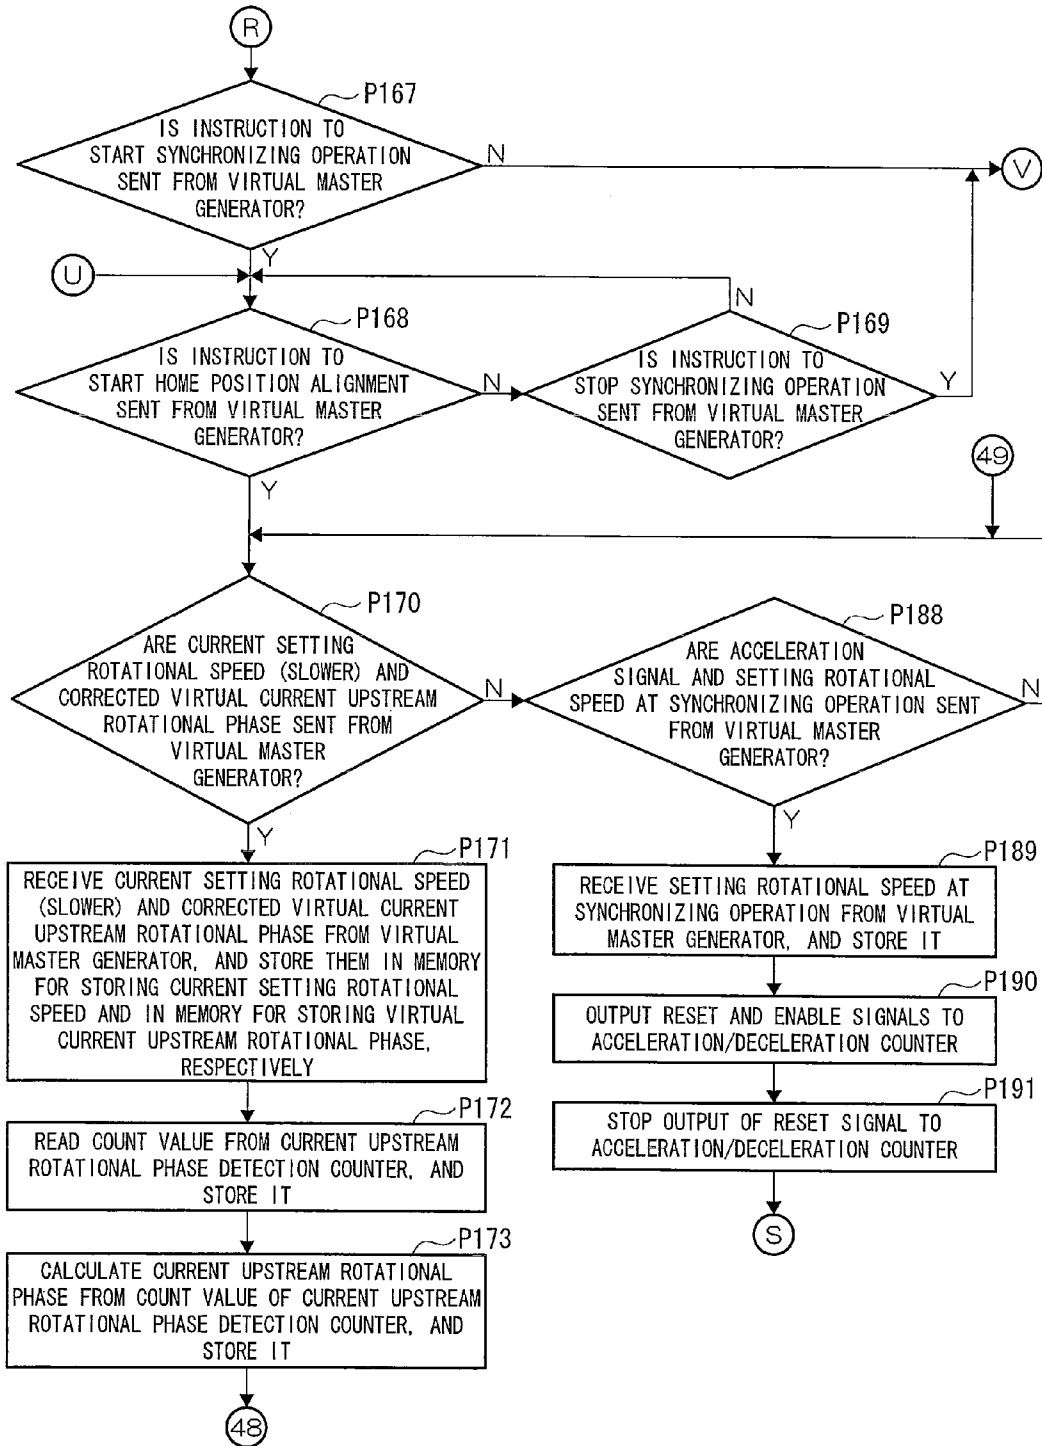 R
P167
IS INSTRUCTION TO
START SYNCHRONIZING OPERATION
SENT FROM VIRTUAL MASTER
GENERATOR?
N
V
Y
U
P168
IS INSTRUCTION TO
START HOME POSITION ALIGNMENT
SENT FROM VIRTUAL MASTER
GENERATOR?
N
Y
N
P169
IS INSTRUCTION TO
STOP SYNCHRONIZING OPERATION
SENT FROM VIRTUAL MASTER
GENERATOR?
Y
49
P170
ARE CURRENT SETTING
ROTATIONAL SPEED (SLOWER) AND
CORRECTED VIRTUAL CURRENT UPSTREAM
ROTATIONAL PHASE SENT FROM
VIRTUAL MASTER
GENERATOR?
N
Y
P188
ARE ACCELERATION
SIGNAL AND SETTING ROTATIONAL
SPEED AT SYNCHRONIZING OPERATION SENT
FROM VIRTUAL MASTER
GENERATOR?
N
Y
P171
RECEIVE CURRENT SETTING ROTATIONAL SPEED
(SLOWER) AND CORRECTED VIRTUAL CURRENT
UPSTREAM ROTATIONAL PHASE FROM VIRTUAL
MASTER GENERATOR, AND STORE THEM IN MEMORY
FOR STORING CURRENT SETTING ROTATIONAL
SPEED AND IN MEMORY FOR STORING VIRTUAL
CURRENT UPSTREAM ROTATIONAL PHASE,
RESPECTIVELY
P172
READ COUNT VALUE FROM CURRENT UPSTREAM
ROTATIONAL PHASE DETECTION COUNTER, AND
STORE IT
P173
CALCULATE CURRENT UPSTREAM ROTATIONAL
PHASE FROM COUNT VALUE OF CURRENT UPSTREAM
ROTATIONAL PHASE DETECTION COUNTER, AND
STORE IT
48
P189
RECEIVE SETTING ROTATIONAL SPEED AT
SYNCHRONIZING OPERATION FROM VIRTUAL
MASTER GENERATOR, AND STORE IT
P190
OUTPUT RESET AND ENABLE SIGNALS TO
ACCELERATION/DECELERATION COUNTER
P191
STOP OUTPUT OF RESET SIGNAL TO
ACCELERATION/DECELERATION COUNTER
S